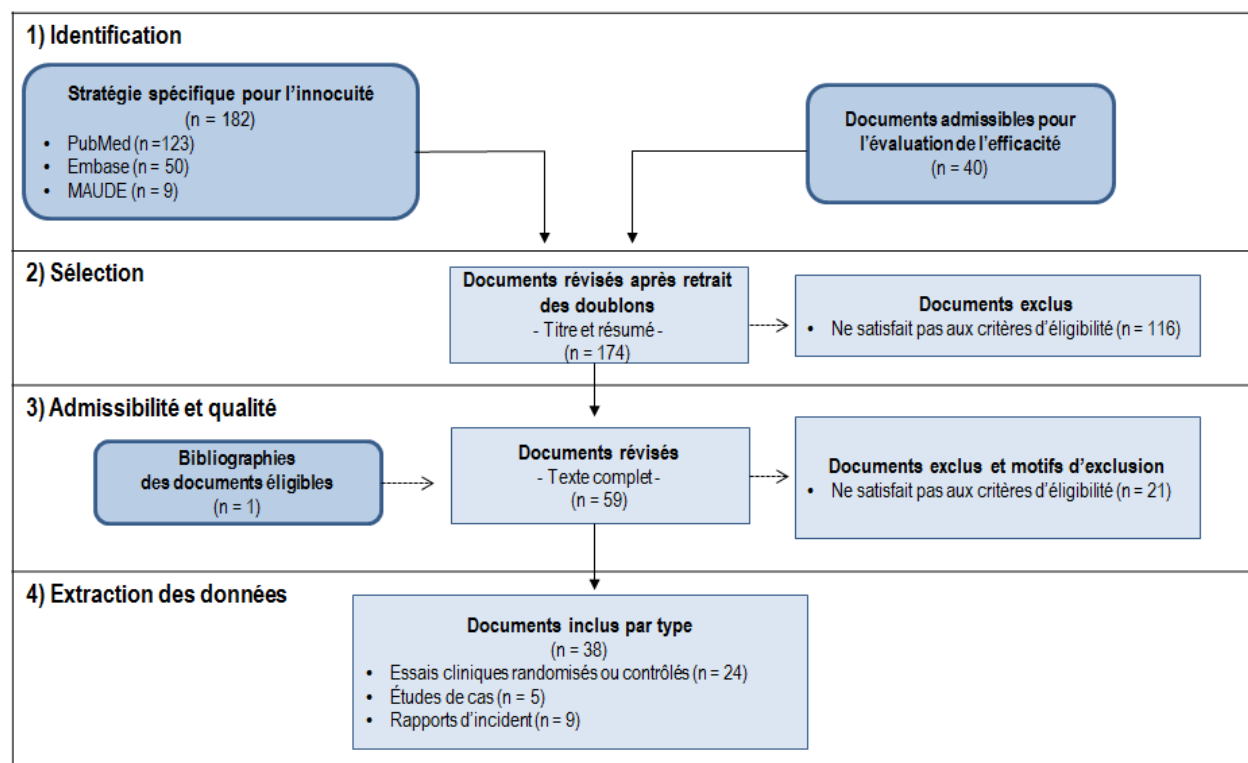 1) Identification
Stratégie spécifique pour l'innocuité
(n = 182)
• PubMed (n =123)
• Embase (n = 50)
• MAUDE (n = 9)
Documents admissibles pour
l'évaluation de l'efficacité
(n = 40)
2) Sélection
Documents révisés après retrait
des doublons
- Titre et résumé -
(n = 174)
Documents exclus
• Ne satisfait pas aux critères d'éligibilité (n = 116)
3) Admissibilité et qualité
Bibliographies
des documents éligibles
(n = 1)
Documents révisés
- Texte complet -
(n = 59)
Documents exclus et motifs d'exclusion
• Ne satisfait pas aux critères d'éligibilité (n = 21)
4) Extraction des données
Documents inclus par type
(n = 38)
• Essais cliniques randomisés ou contrôlés (n = 24)
• Études de cas (n = 5)
• Rapports d'incident (n = 9)